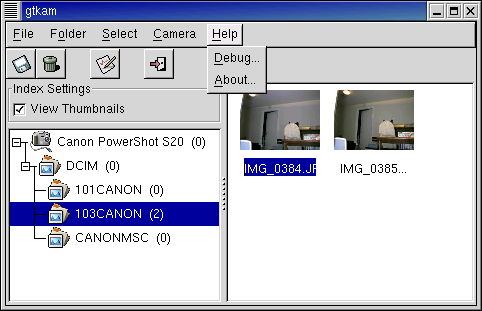 gtkam
File Folder Select Camera Help
Debug...
About...
Index Settings
View Thumbnails
Canon PowerShot S20 (0)
DCIM (0)
101CANON (0)
103CANON (2)
CANONMSC (0)
IMG_0384.JP IMG_0385...